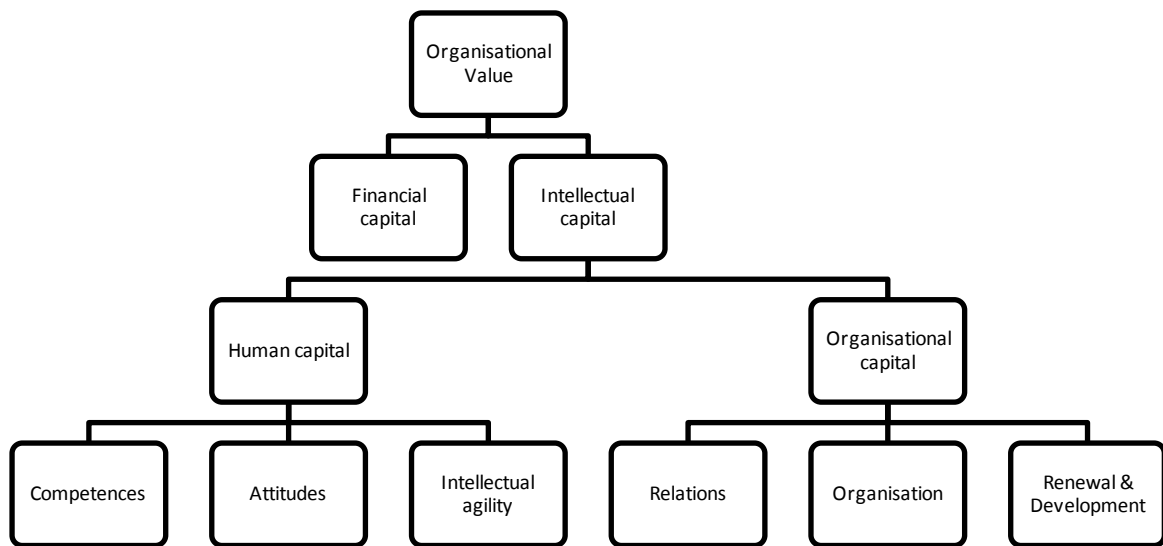 Organisational
Value
Financial
capital
Intellectual
capital
Human capital
Organisational
capital
Competences
Attitudes
Intellectual
agility
Relations
Organisation
Renewal &
Development